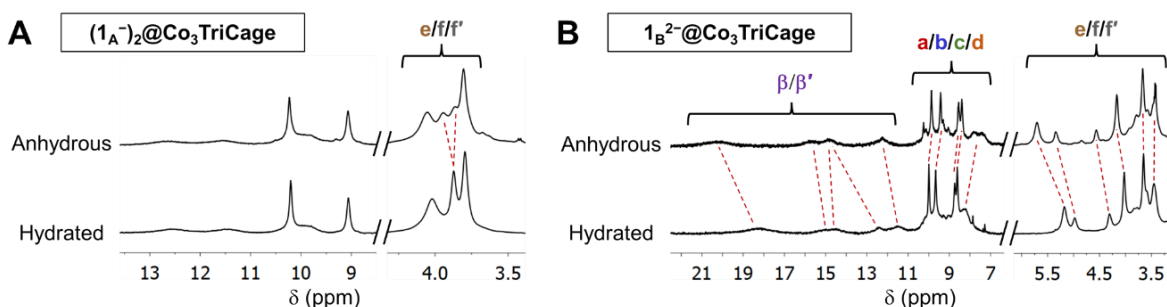 A
(1A⁻)2@Co3TriCage
e/f/f′
Anhydrous
Hydrated
13 12 11 10 9 4.0 3.5
δ (ppm)
B
1B²⁻@Co3TriCage
β/β′
a/b/c/d
e/f/f′
Anhydrous
Hydrated
21 19 17 15 13 11 9 7 5.5 4.5 3.5
δ (ppm)